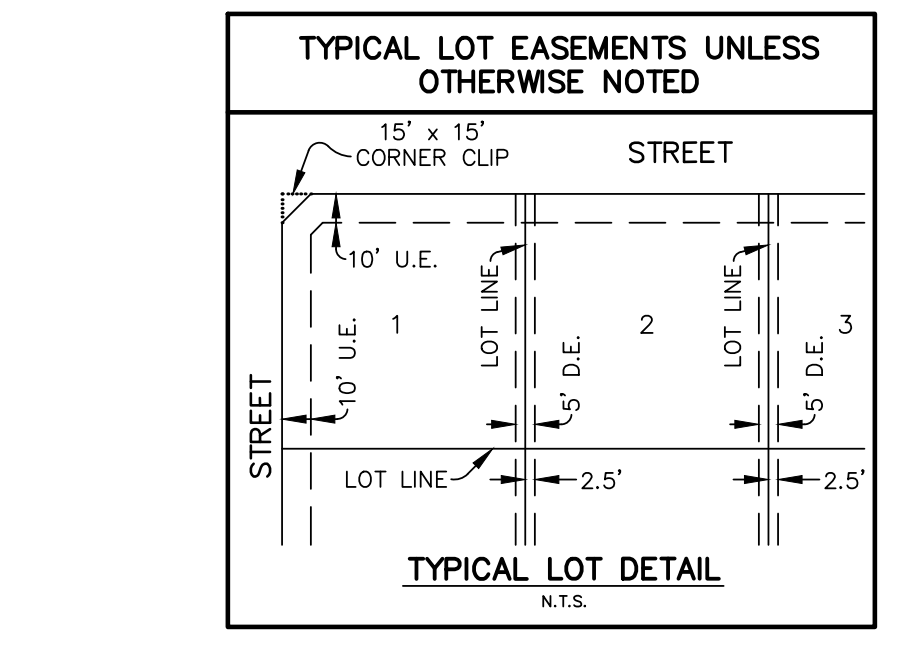 TYPICAL LOT EASEMENTS UNLESS
OTHERWISE NOTED
15' x 15'
CORNER CLIP
STREET
10' U.E.
LOT LINE
LOT LINE
1
2
3
10' U.E.
5' D.E.
5' D.E.
STREET
LOT LINE
2.5'
2.5'
TYPICAL LOT DETAIL
N.T.S.